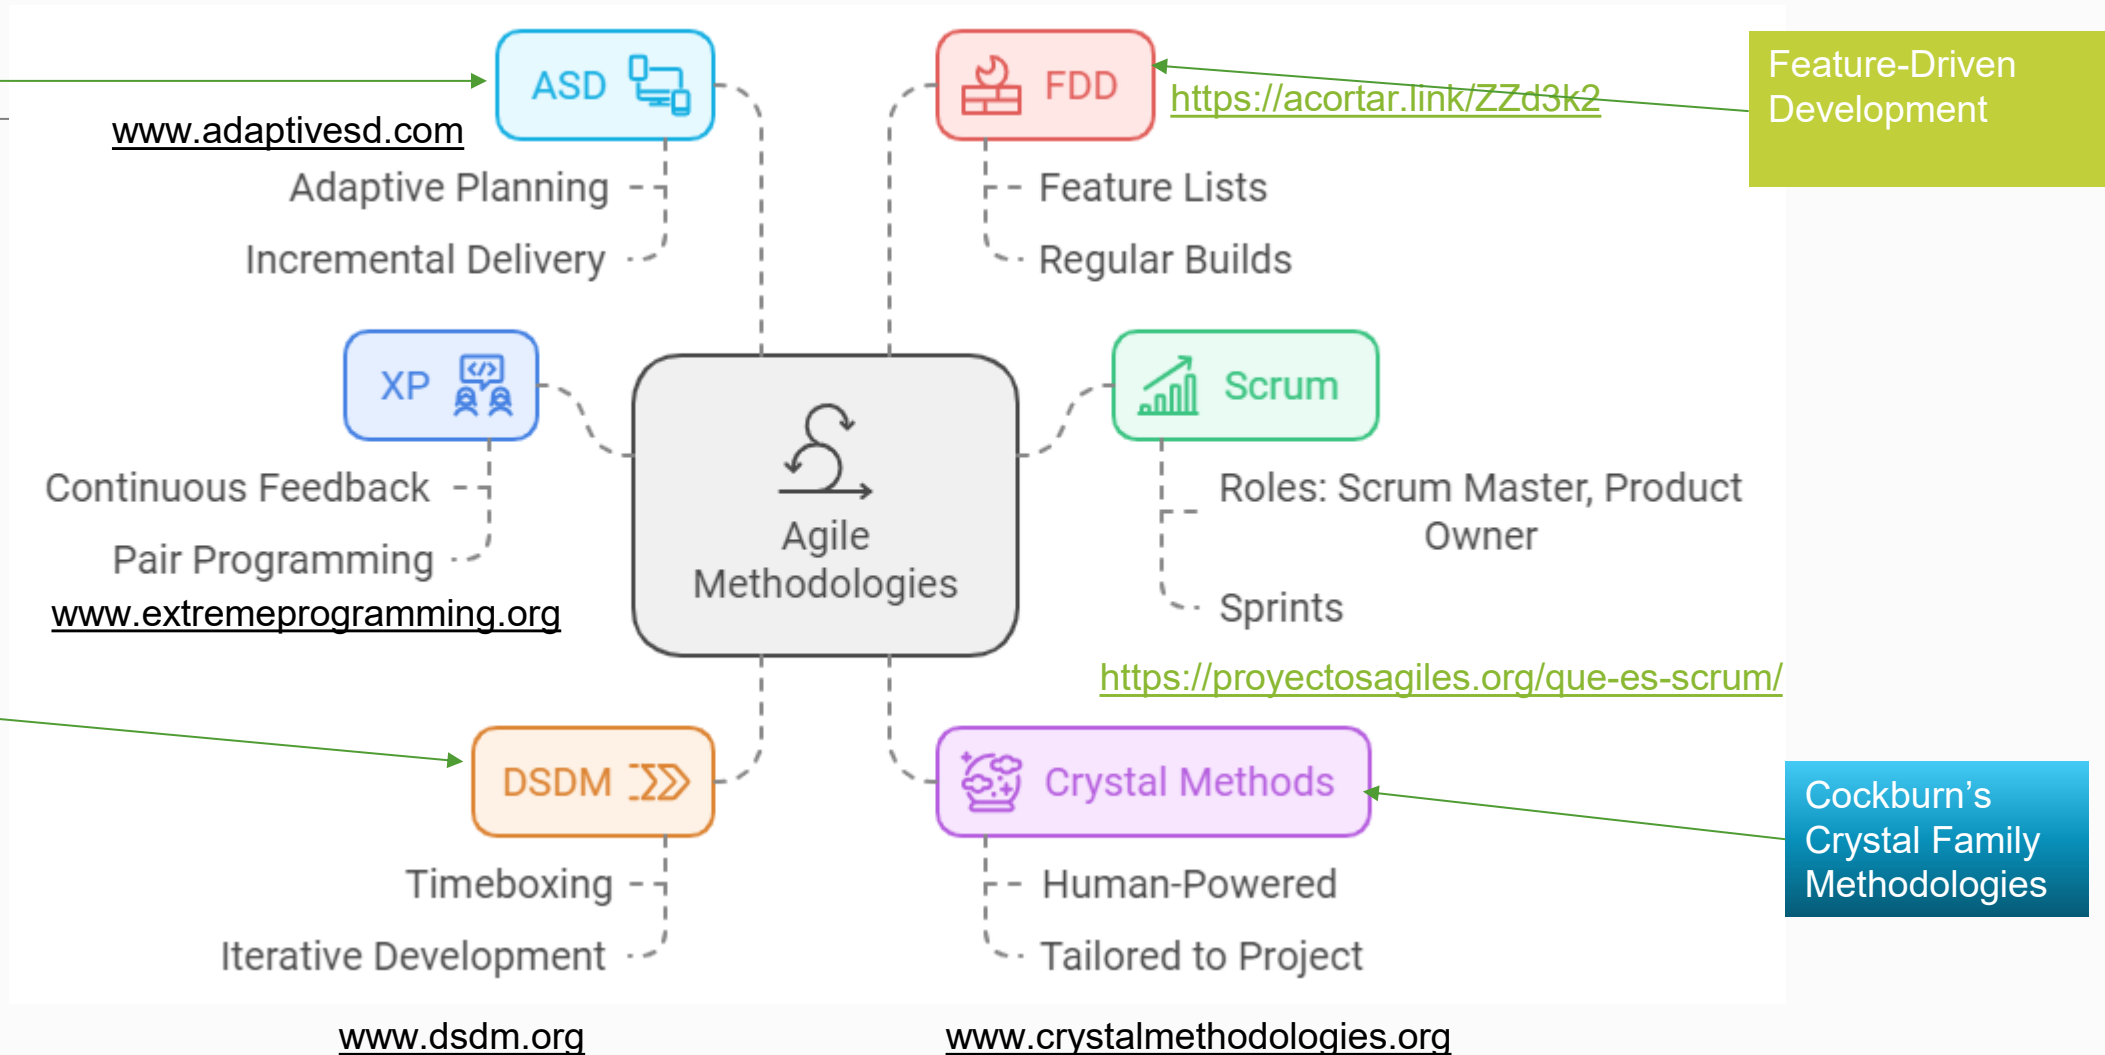 ASD
www.adaptivesd.com
Adaptive Planning
Incremental Delivery
FDD
https://acortar.link/ZZd3k2
Feature Lists
Regular Builds
Feature-Driven
Development
XP
Continuous Feedback
Pair Programming
www.extremeprogramming.org
Agile
Methodologies
Scrum
Roles: Scrum Master, Product
Owner
Sprints
https://proyectosagiles.org/que-es-scrum/
DSDM
Timeboxing
Iterative Development
www.dsdm.org
Crystal Methods
Human-Powered
Tailored to Project
www.crystalmethodologies.org
Cockburn’s
Crystal Family
Methodologies